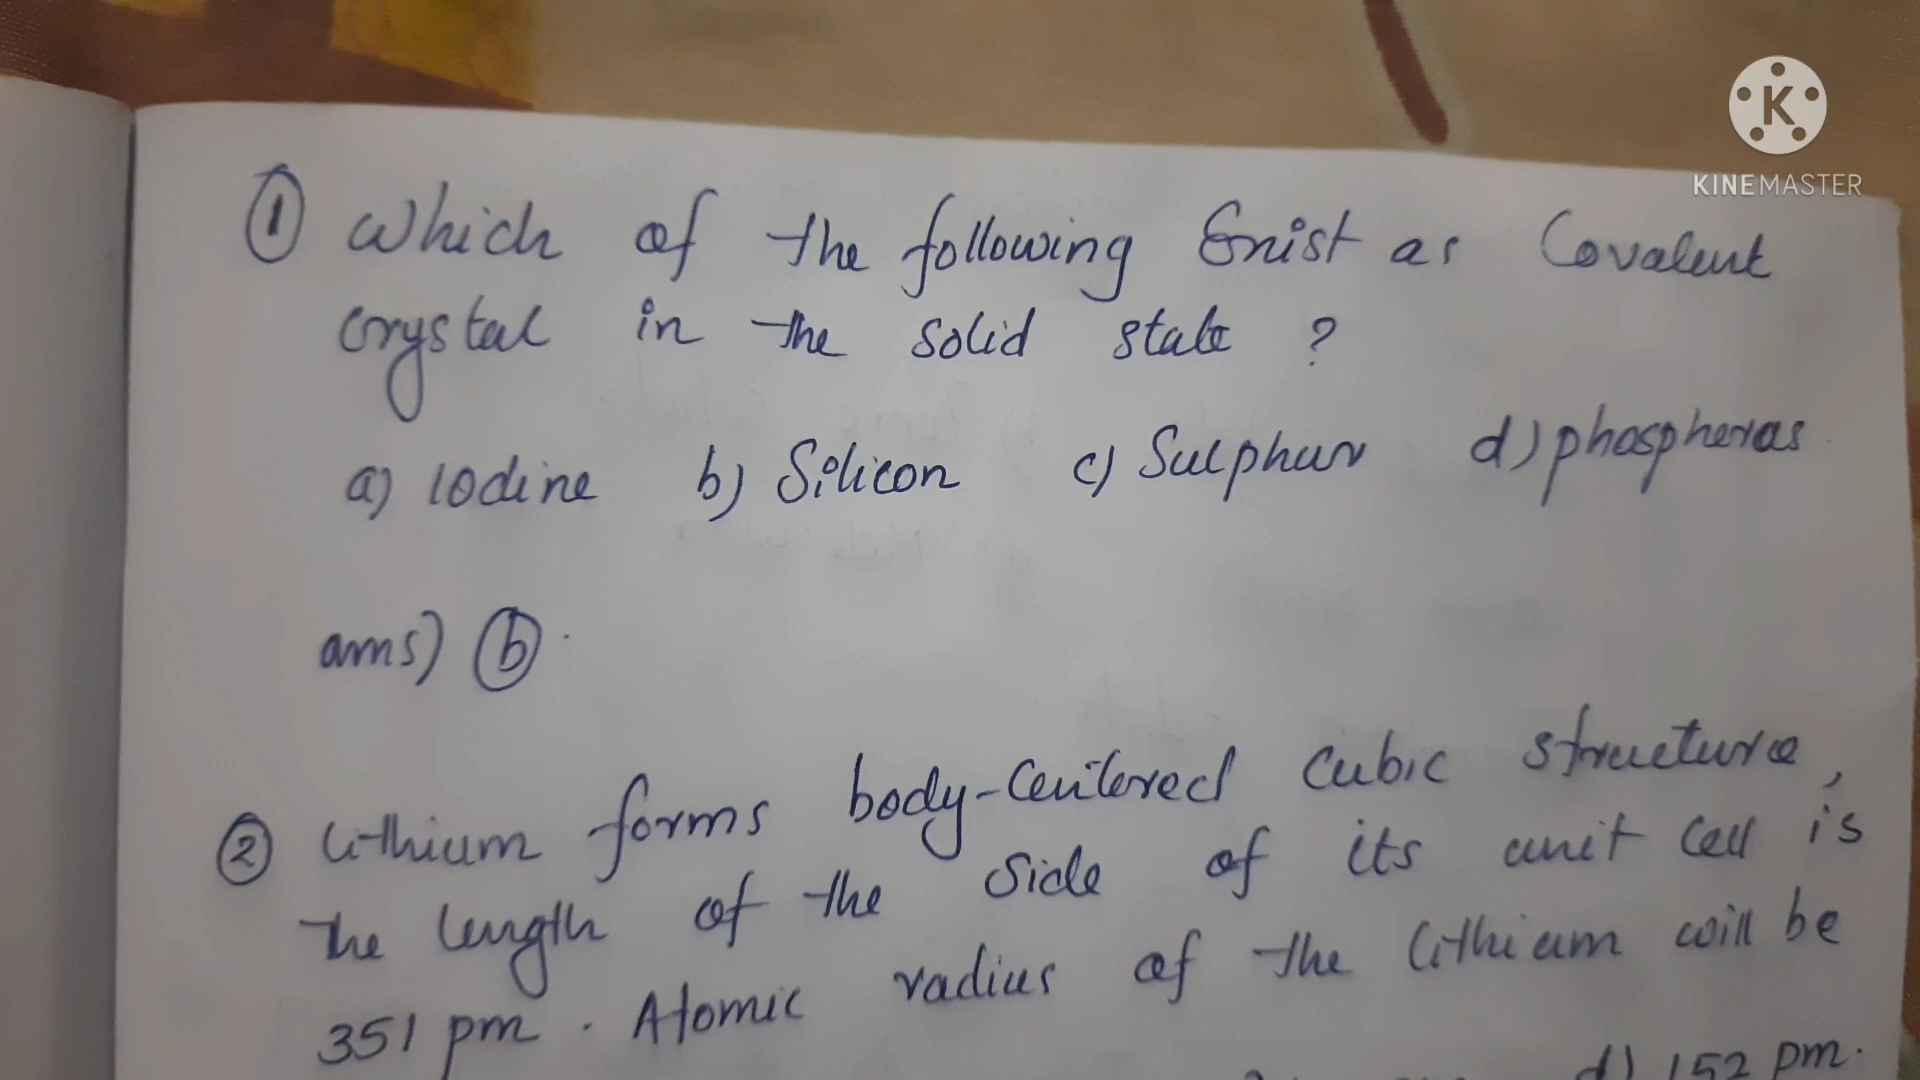 KINEMASTER
① Which of the following Exist as Covalent
crystal in the solid state ?
a) Iodine b) Silicon c) Sulphur d) phosphorus
ans) ⓑ.
② Lithium forms body-Centered Cubic structure,
the length of the side of its unit cell is
351 pm . Atomic radius of the lithium will be
d) 152 pm.